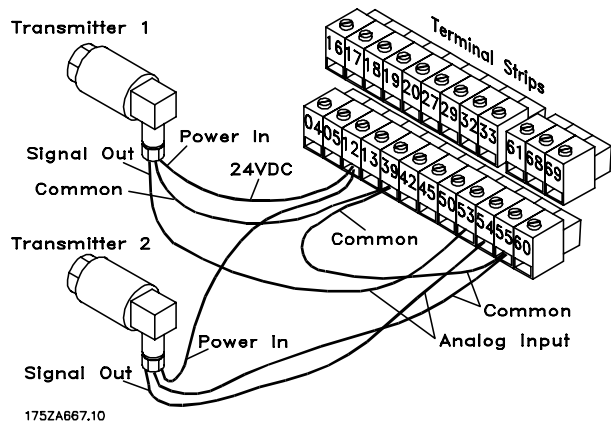 Transmitter 1
Terminal Strips
16 17 18 19 20 27 29 32 33
61 68 69
04 05 12 13 39 42 45 50 53 54 55 60
Power In
Signal Out
24VDC
Common
Transmitter 2
Common
Common
Power In
Analog Input
Signal Out
175ZA667.10